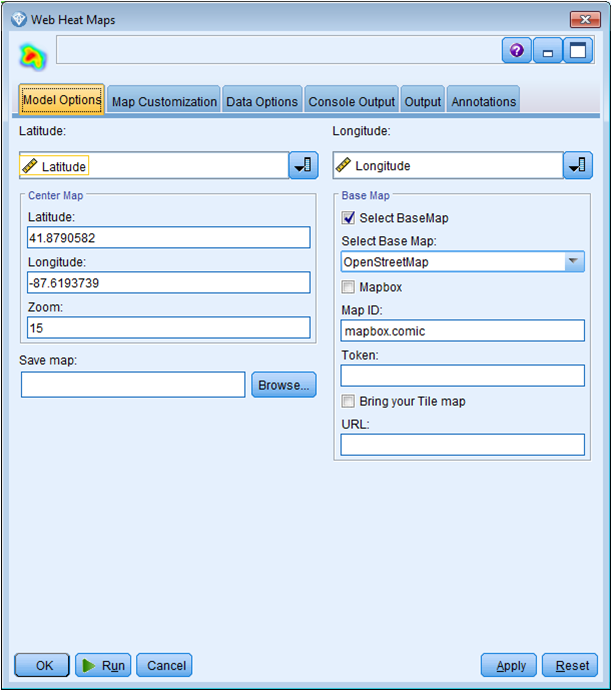 Web Heat Maps
Model Options Map Customization Data Options Console Output Output Annotations
Latitude:
Latitude
Center Map
Latitude:
41.8790582
Longitude:
-87.6193739
Zoom:
15
Save map:
Browse...
Longitude:
Longitude
Base Map
Select BaseMap
Select Base Map:
OpenStreetMap
Mapbox
Map ID:
mapbox.comic
Token:
Bring your Tile map
URL:
OK Run Cancel Apply Reset